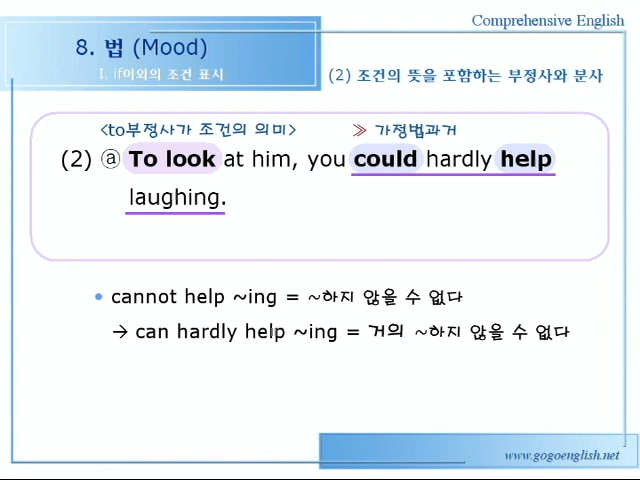 Comprehensive English
8. 법 (Mood)
I. if이외의 조건 표시
(2) 조건의 뜻을 포함하는 부정사와 분사
<to부정사가 조건의 의미> ≫ 가정법과거
(2) ⓐ To look at him, you could hardly help
laughing.
• cannot help ~ing = ~하지 않을 수 없다
→ can hardly help ~ing = 거의 ~하지 않을 수 없다
www.gogoenglish.net